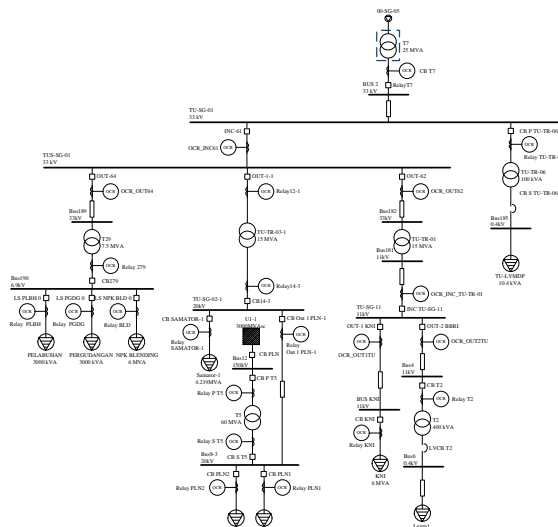 00-SG-05
T7
25 MVA
OCR
CB T7
RelayT7
BUS 2
33 kV
TU-SG-01
33 kV
INC-61
OCR
OCR_INC61
CB P TU-TR-06
OCR
Relay TU-TR-
TU-TR-06
100 kVA
CB S TU-TR-06
Bus185
0.4kV
TU-LVMDP
10.4 kVA
TUS-SG-01
33 kV
OUT-64
OUT-1-1
OUT-62
OCR
OCR_OUT64
OCR
Relay12-1
OCR
OCR_OUT62
Bus189
33kV
Bus182
33kV
T29
7.5 MVA
TU-TR-03-1
15 MVA
TU-TR-01
15 MVA
Bus181
11kV
OCR
Relay 279
CB279
OCR
Relay14-3
CB14-3
OCR
OCR_INC_TU-TR-01
INC TU-SG-11
Bus190
6.9kV
LS PLBH 0
LS PGDG 0
LS NPK BLD 0
OCR
OCR
OCR
Relay PLBH
Relay PGDG
Relay BLD
PELABUHAN
3000 kVA
PERGUDANGAN
3000 kVA
NPK BLENDING
6 MVA
TU-SG-02-1
20kV
CB SAMATOR-1
OCR
Relay
SAMATOR-1
Samator-1
4.219MVA
U1-1
3000MVAsc
CB Out 1 PLN-1
OCR
Relay
Out 1 PLN-1
CB PLN
Bus12
150kV
CB P T5
Relay P T5
OCR
T5
60 MVA
Relay S T5
OCR
CB S T5
Bus8-3
20kV
CB PLN2
CB PLN1
Relay PLN2
OCR
OCR
Relay PLN1
TU-SG-11
11kV
OUT-1 KNI
OUT-2 BBRI
OCR
OCR_OUT1TU
OCR
OCR_OUT2TU
Bus4
11kV
CB T2
OCR
Relay T2
BUS KNI
11kV
CB KNI
OCR
Relay KNI
KNI
6 MVA
T2
400 kVA
LVCB T2
Bus6
0.4kV